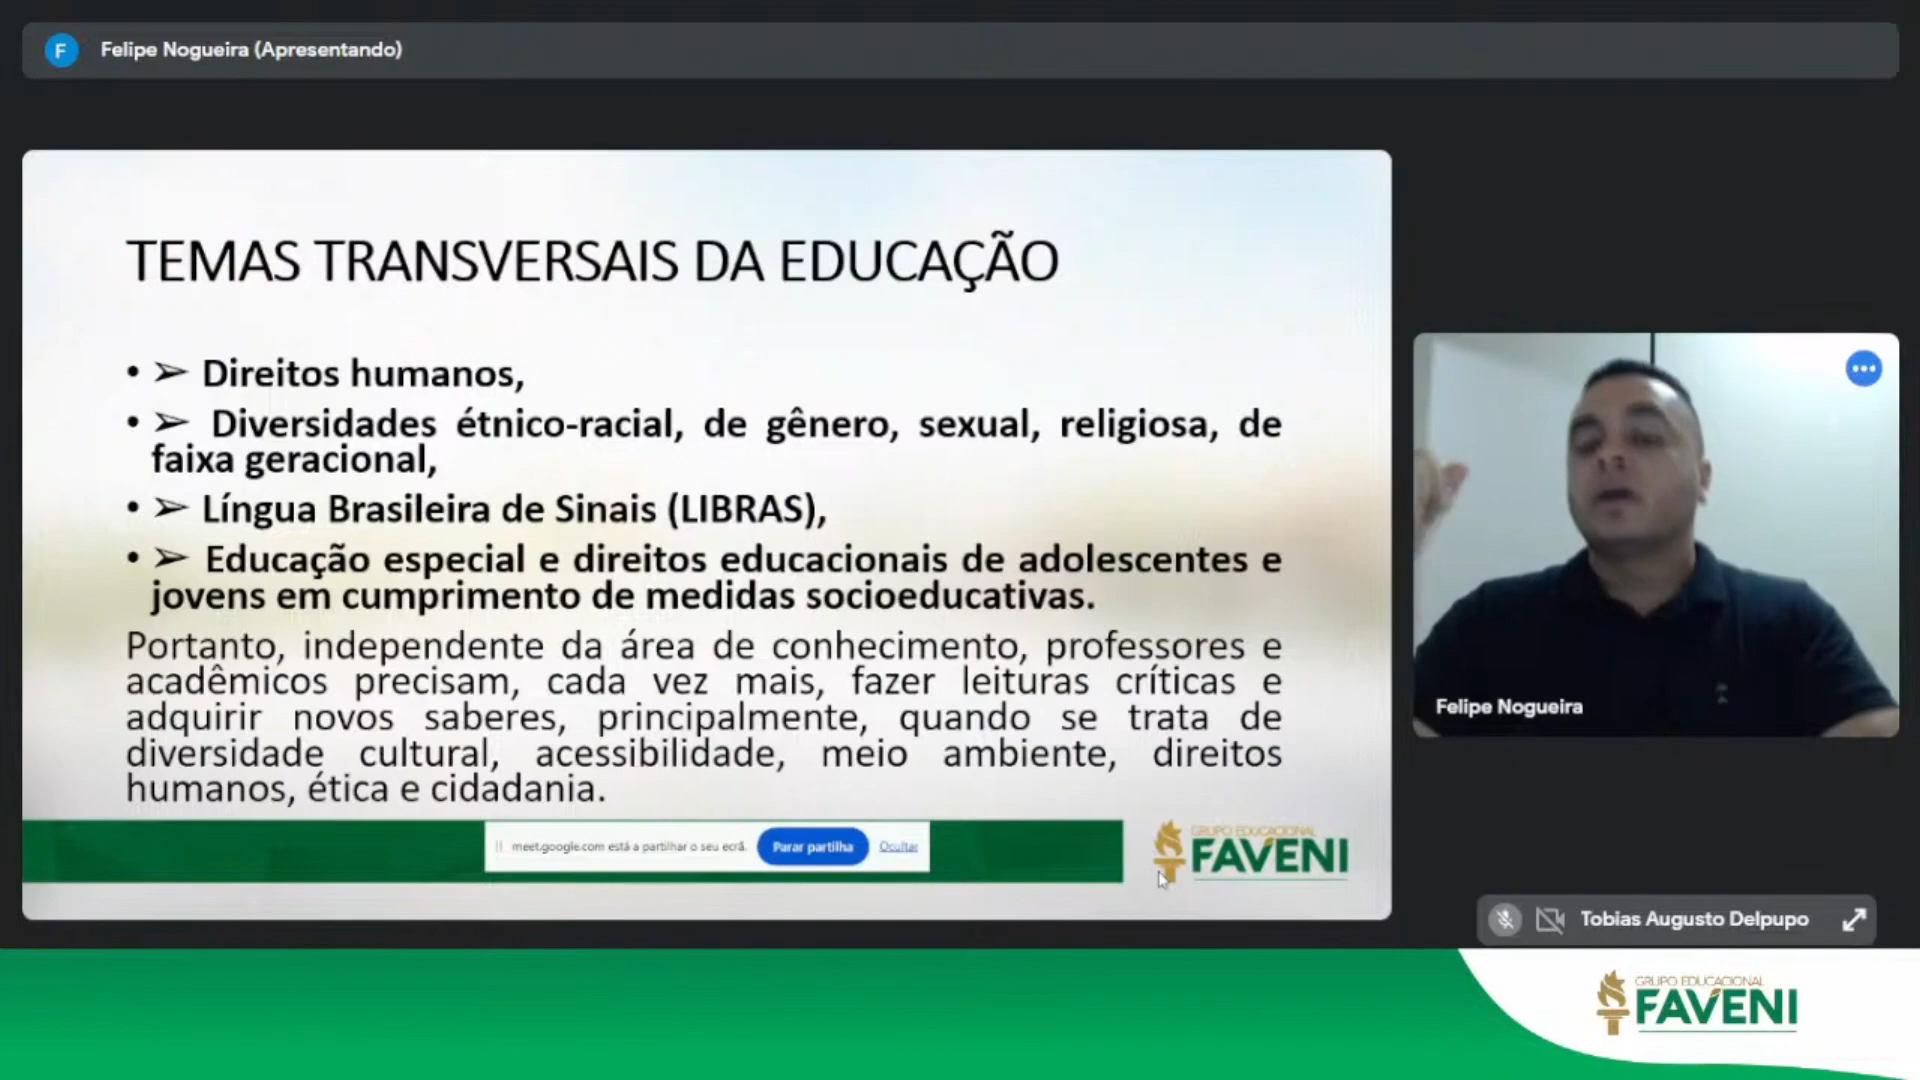 F Felipe Nogueira (Apresentando)
TEMAS TRANSVERSAIS DA EDUCAÇÃO
• ➢ Direitos humanos,
• ➢ Diversidades étnico-racial, de gênero, sexual, religiosa, de
faixa geracional,
• ➢ Língua Brasileira de Sinais (LIBRAS),
• ➢ Educação especial e direitos educacionais de adolescentes e
jovens em cumprimento de medidas socioeducativas.
Portanto, independente da área de conhecimento, professores e
acadêmicos precisam, cada vez mais, fazer leituras críticas e
adquirir novos saberes, principalmente, quando se trata de
diversidade cultural, acessibilidade, meio ambiente, direitos
humanos, ética e cidadania.
meet.google.com está a partilhar o seu ecrã. Parar partilha Ocultar
GRUPO EDUCACIONAL
FAVENI
Felipe Nogueira
Tobias Augusto Delpupo
GRUPO EDUCACIONAL
FAVENI